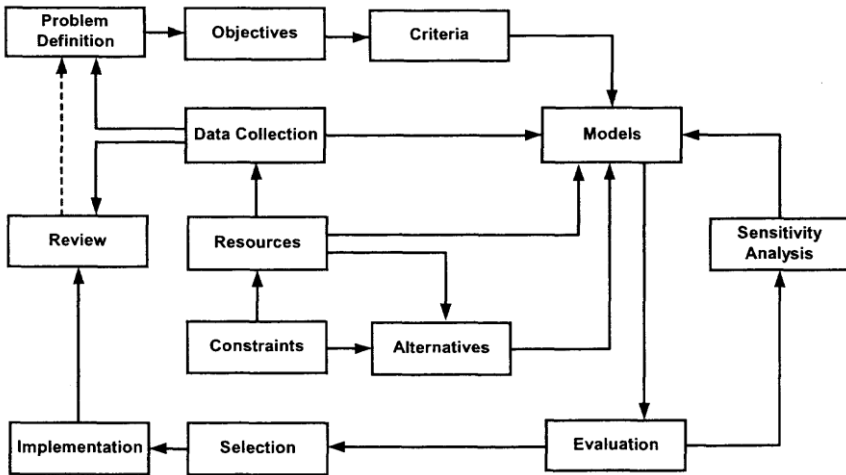 Problem
Definition
Objectives
Criteria
Data Collection
Models
Review
Resources
Sensitivity
Analysis
Constraints
Alternatives
Implementation
Selection
Evaluation